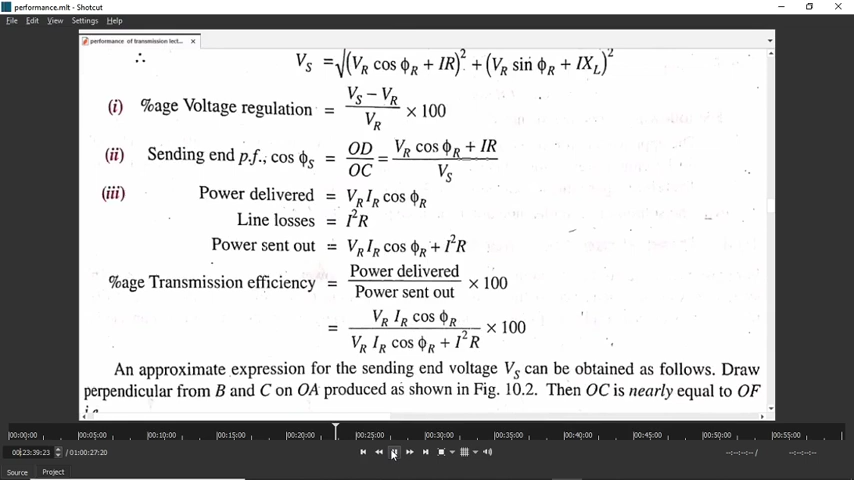 performance.mlt - Shotcut
File Edit View Settings Help
performance of transmission lect...
∴ V_S = √(V_R cos ϕ_R + IR)² + (V_R sin ϕ_R + IX_L)²
(i) %age Voltage regulation = (V_S − V_R) / V_R × 100
(ii) Sending end p.f., cos ϕ_S = OD / OC = (V_R cos ϕ_R + IR) / V_S
(iii) Power delivered = V_R I_R cos ϕ_R
Line losses = I²R
Power sent out = V_R I_R cos ϕ_R + I²R
%age Transmission efficiency = Power delivered / Power sent out × 100
= V_R I_R cos ϕ_R / (V_R I_R cos ϕ_R + I²R) × 100
An approximate expression for the sending end voltage V_S can be obtained as follows. Draw
perpendicular from B and C on OA produced as shown in Fig. 10.2. Then OC is nearly equal to OF
00:00:00 00:05:00 00:10:00 00:15:00 00:20:00 00:25:00 00:30:00 00:35:00 00:40:00 00:45:00 00:50:00 00:55:00
00:23:39:23 / 01:00:27:20 --:--:--:-- / --:--:--:--
Source Project